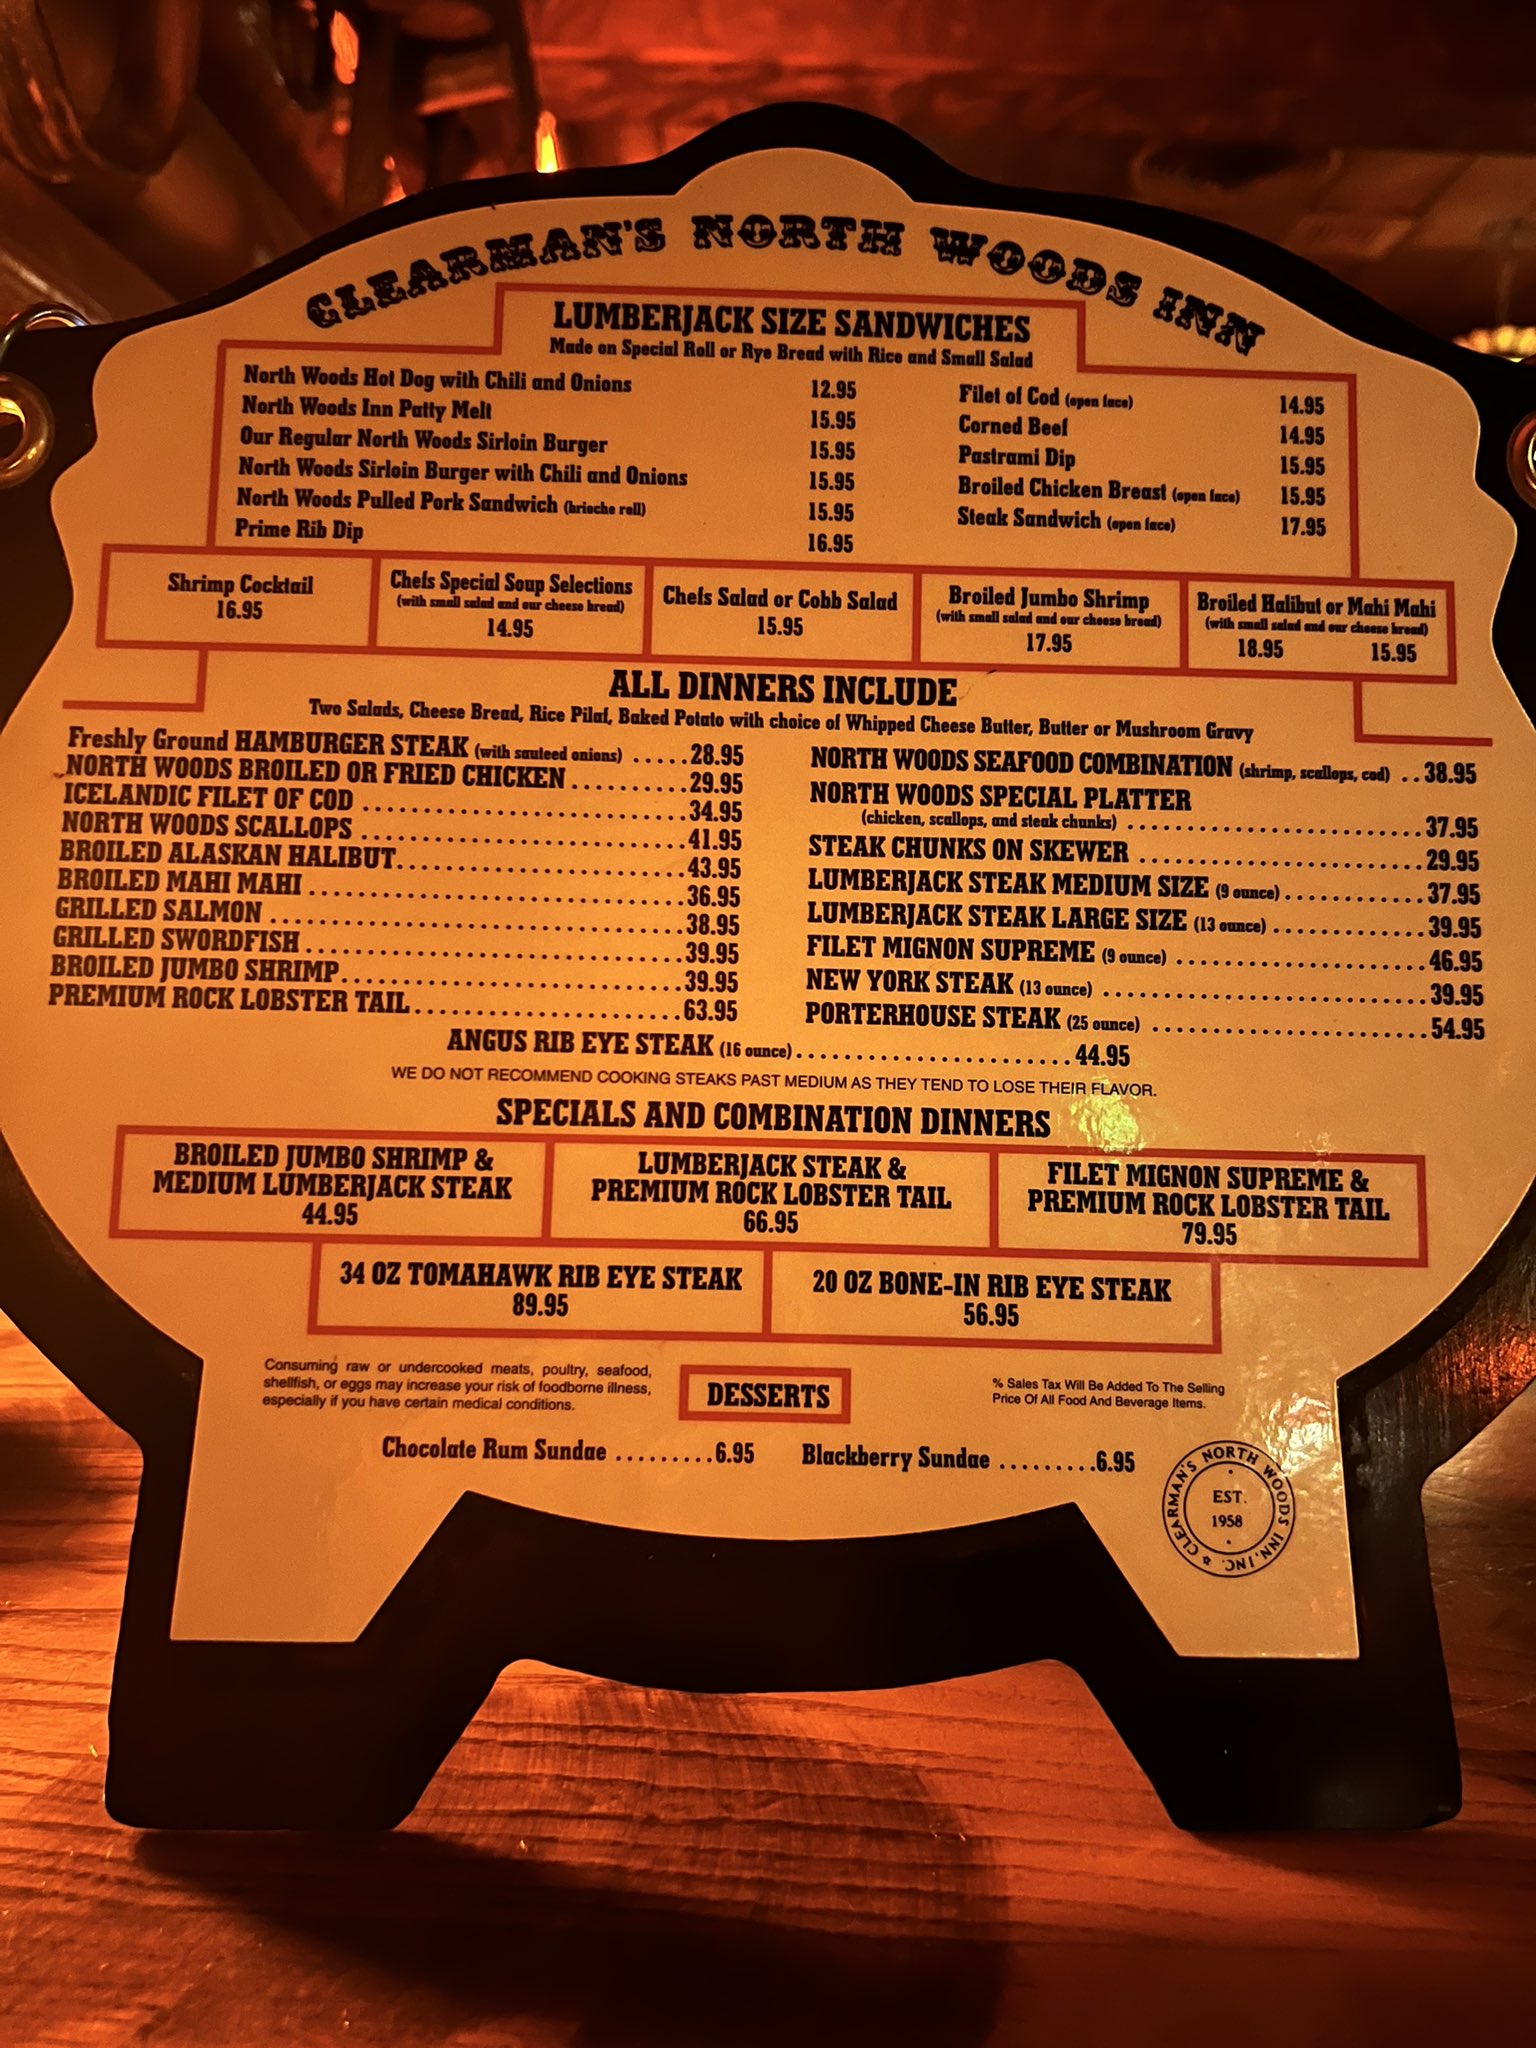 CLEARMAN'S NORTH WOODS INN
LUMBERJACK SIZE SANDWICHES
Made on Special Roll or Rye Bread with Rice and Small Salad
North Woods Hot Dog with Chili and Onions 12.95
North Woods Inn Patty Melt 15.95
Our Regular North Woods Sirloin Burger 15.95
North Woods Sirloin Burger with Chili and Onions 15.95
North Woods Pulled Pork Sandwich (brioche roll) 15.95
Prime Rib Dip 16.95
Filet of Cod (open face) 14.95
Corned Beef 14.95
Pastrami Dip 15.95
Broiled Chicken Breast (open face) 15.95
Steak Sandwich (open face) 17.95
Shrimp Cocktail
16.95
Chefs Special Soup Selections
(with small salad and our cheese bread)
14.95
Chefs Salad or Cobb Salad
15.95
Broiled Jumbo Shrimp
(with small salad and our cheese bread)
17.95
Broiled Halibut or Mahi Mahi
(with small salad and our cheese bread)
18.95 15.95
ALL DINNERS INCLUDE
Two Salads, Cheese Bread, Rice Pilaf, Baked Potato with choice of Whipped Cheese Butter, Butter or Mushroom Gravy
Freshly Ground HAMBURGER STEAK (with sauteed onions) .....28.95
NORTH WOODS BROILED OR FRIED CHICKEN ..........29.95
ICELANDIC FILET OF COD ..............................34.95
NORTH WOODS SCALLOPS ..............................41.95
BROILED ALASKAN HALIBUT...........................43.95
BROILED MAHI MAHI ...................................36.95
GRILLED SALMON .......................................38.95
GRILLED SWORDFISH ...................................39.95
BROILED JUMBO SHRIMP................................39.95
PREMIUM ROCK LOBSTER TAIL.........................63.95
NORTH WOODS SEAFOOD COMBINATION (shrimp, scallops, cod) ..38.95
NORTH WOODS SPECIAL PLATTER
(chicken, scallops, and steak chunks) ............................37.95
STEAK CHUNKS ON SKEWER ...........................29.95
LUMBERJACK STEAK MEDIUM SIZE (9 ounce).............37.95
LUMBERJACK STEAK LARGE SIZE (13 ounce) ..............39.95
FILET MIGNON SUPREME (9 ounce) ........................46.95
NEW YORK STEAK (13 ounce) ..............................39.95
PORTERHOUSE STEAK (25 ounce) ..........................54.95
ANGUS RIB EYE STEAK (16 ounce)..........................44.95
WE DO NOT RECOMMEND COOKING STEAKS PAST MEDIUM AS THEY TEND TO LOSE THEIR FLAVOR.
SPECIALS AND COMBINATION DINNERS
BROILED JUMBO SHRIMP &
MEDIUM LUMBERJACK STEAK
44.95
LUMBERJACK STEAK &
PREMIUM ROCK LOBSTER TAIL
66.95
FILET MIGNON SUPREME &
PREMIUM ROCK LOBSTER TAIL
79.95
34 OZ TOMAHAWK RIB EYE STEAK
89.95
20 OZ BONE-IN RIB EYE STEAK
56.95
Consuming raw or undercooked meats, poultry, seafood,
shellfish, or eggs may increase your risk of foodborne illness,
especially if you have certain medical conditions.
DESSERTS
% Sales Tax Will Be Added To The Selling
Price Of All Food And Beverage Items.
Chocolate Rum Sundae .........6.95
Blackberry Sundae .........6.95
CLEARMAN'S NORTH WOODS INN, INC.
EST.
1958